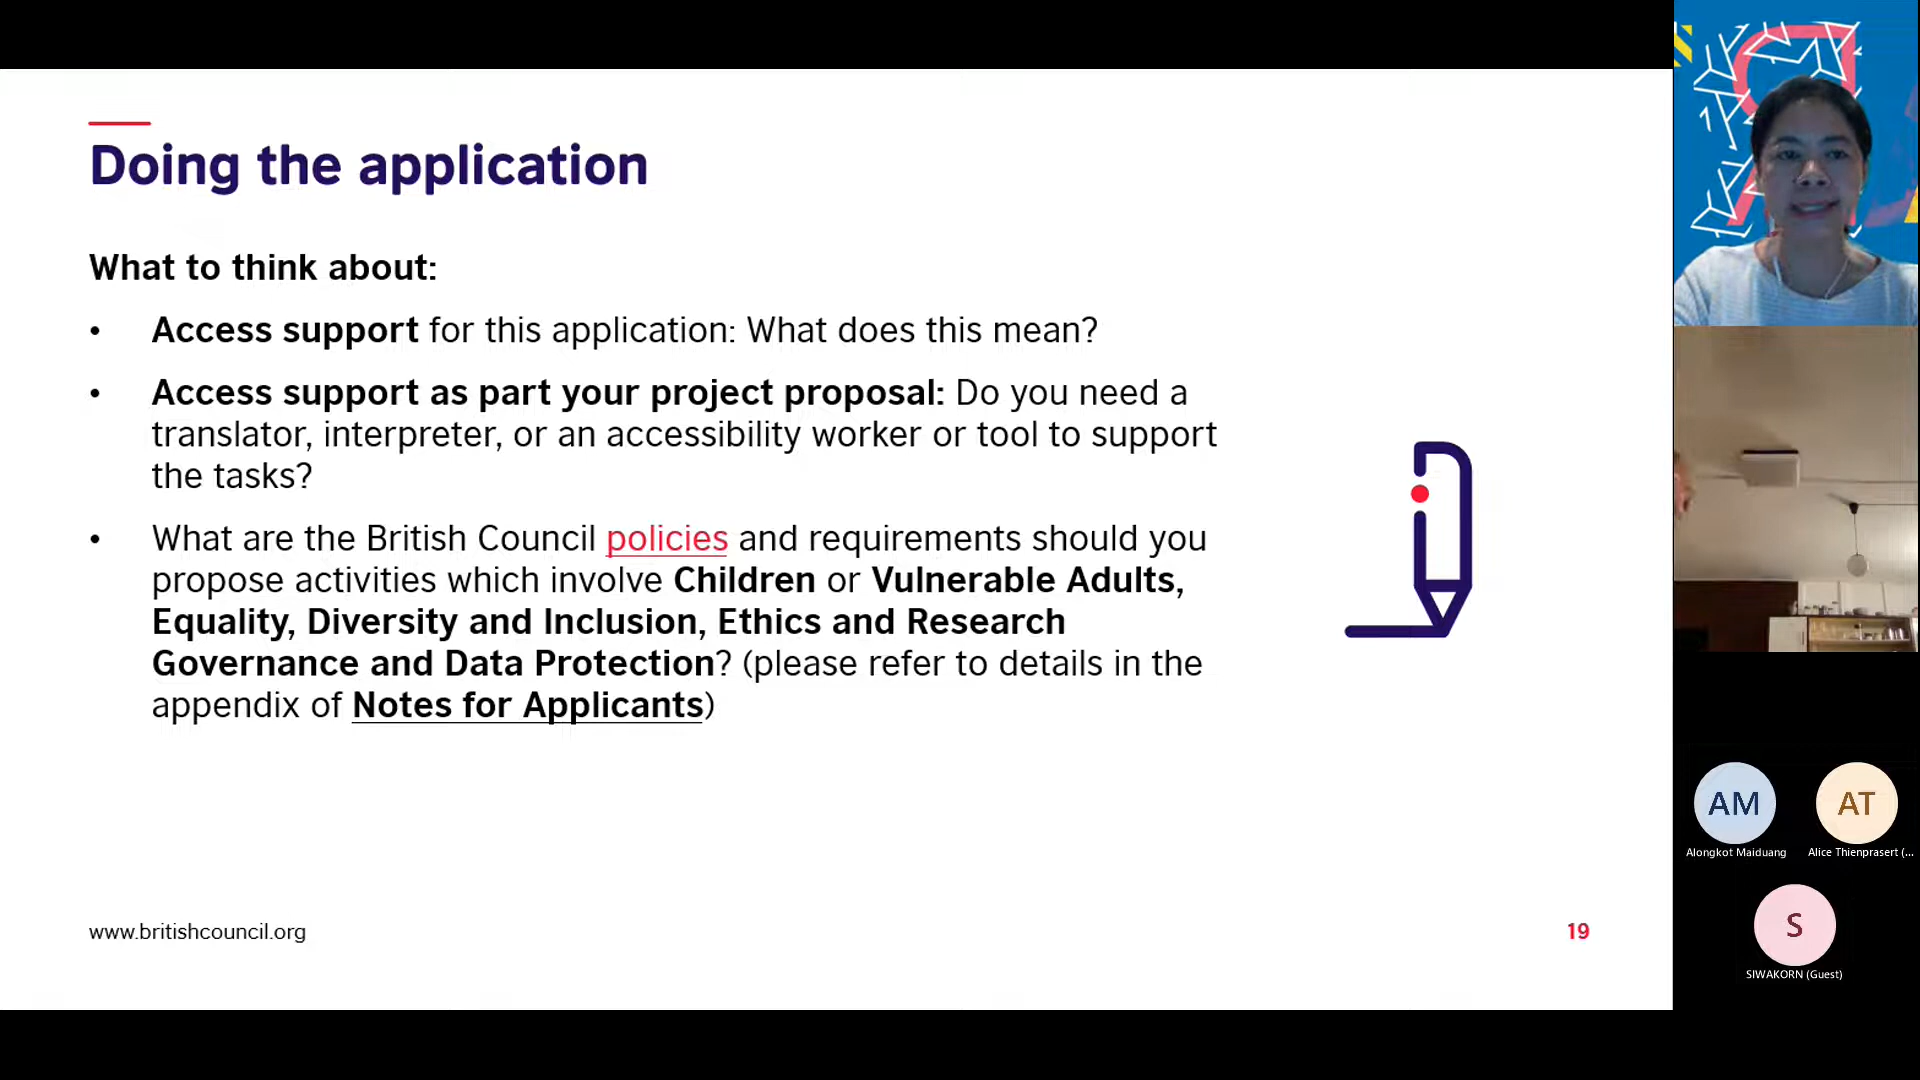 Doing the application
What to think about:
• Access support for this application: What does this mean?
• Access support as part your project proposal: Do you need a
translator, interpreter, or an accessibility worker or tool to support
the tasks?
• What are the British Council policies and requirements should you
propose activities which involve Children or Vulnerable Adults,
Equality, Diversity and Inclusion, Ethics and Research
Governance and Data Protection? (please refer to details in the
appendix of Notes for Applicants)
www.britishcouncil.org
19
AM
Alongkot Maiduang
AT
Alice Thienprasert (...
S
SIWAKORN (Guest)